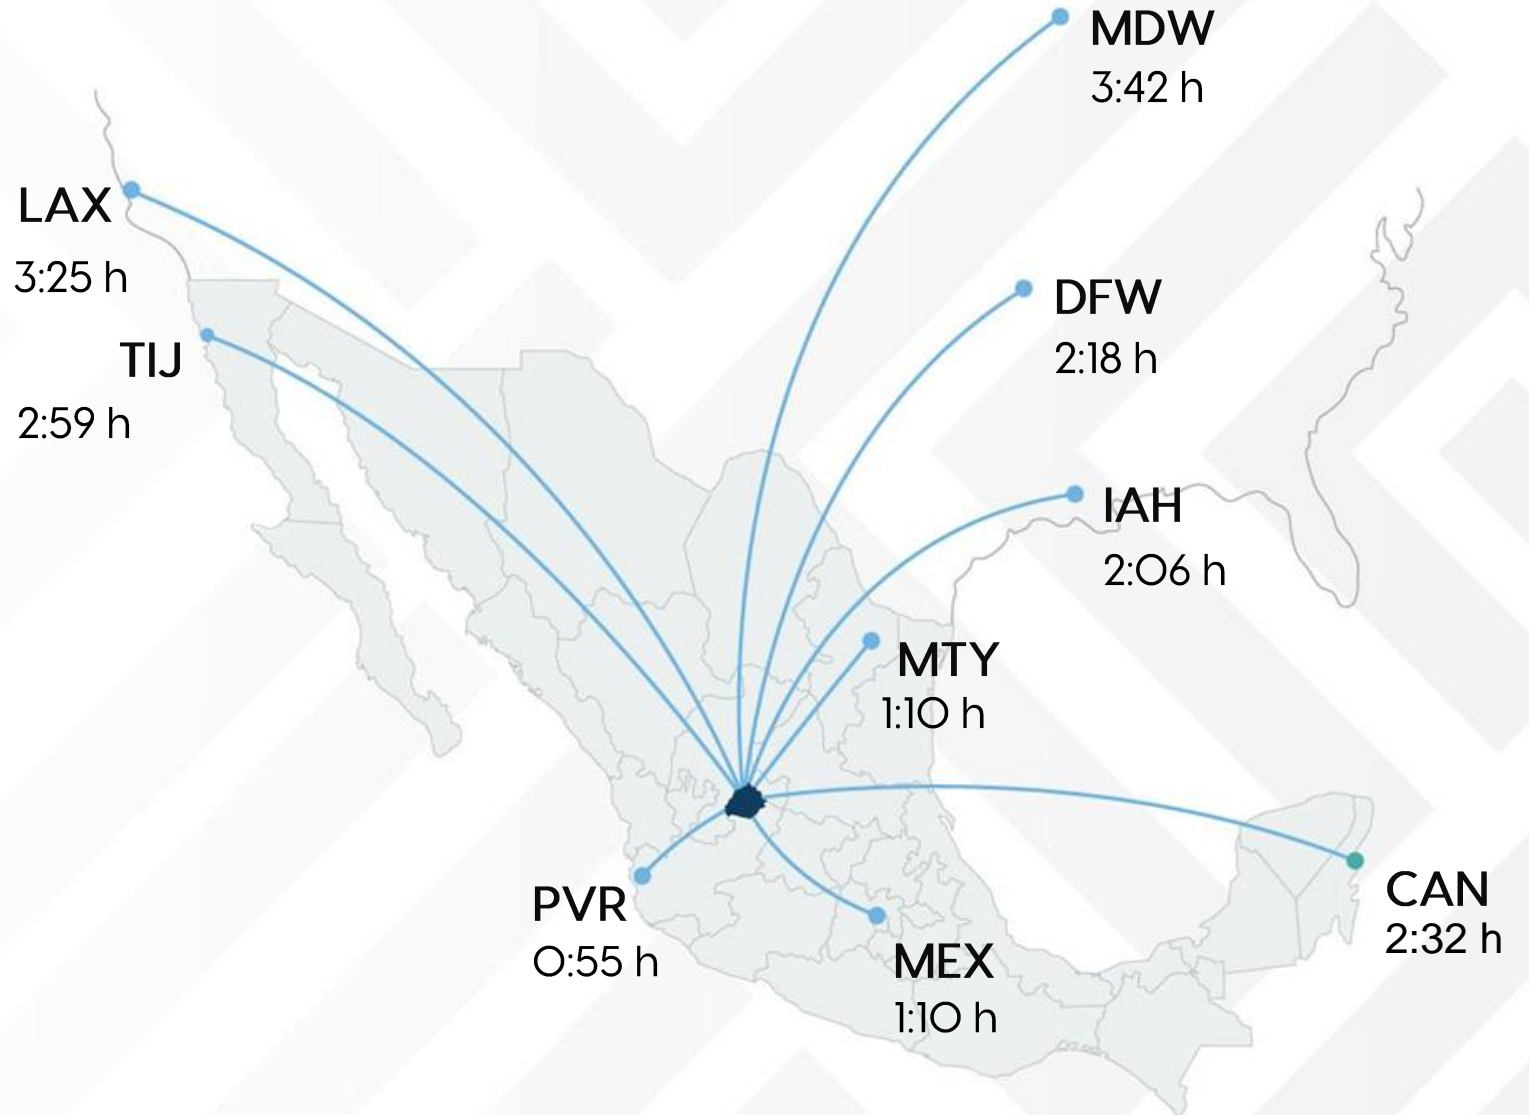 MDW
3:42 h
LAX
3:25 h
DFW
2:18 h
TIJ
2:59 h
IAH
2:06 h
MTY
1:10 h
CAN
2:32 h
PVR
0:55 h
MEX
1:10 h